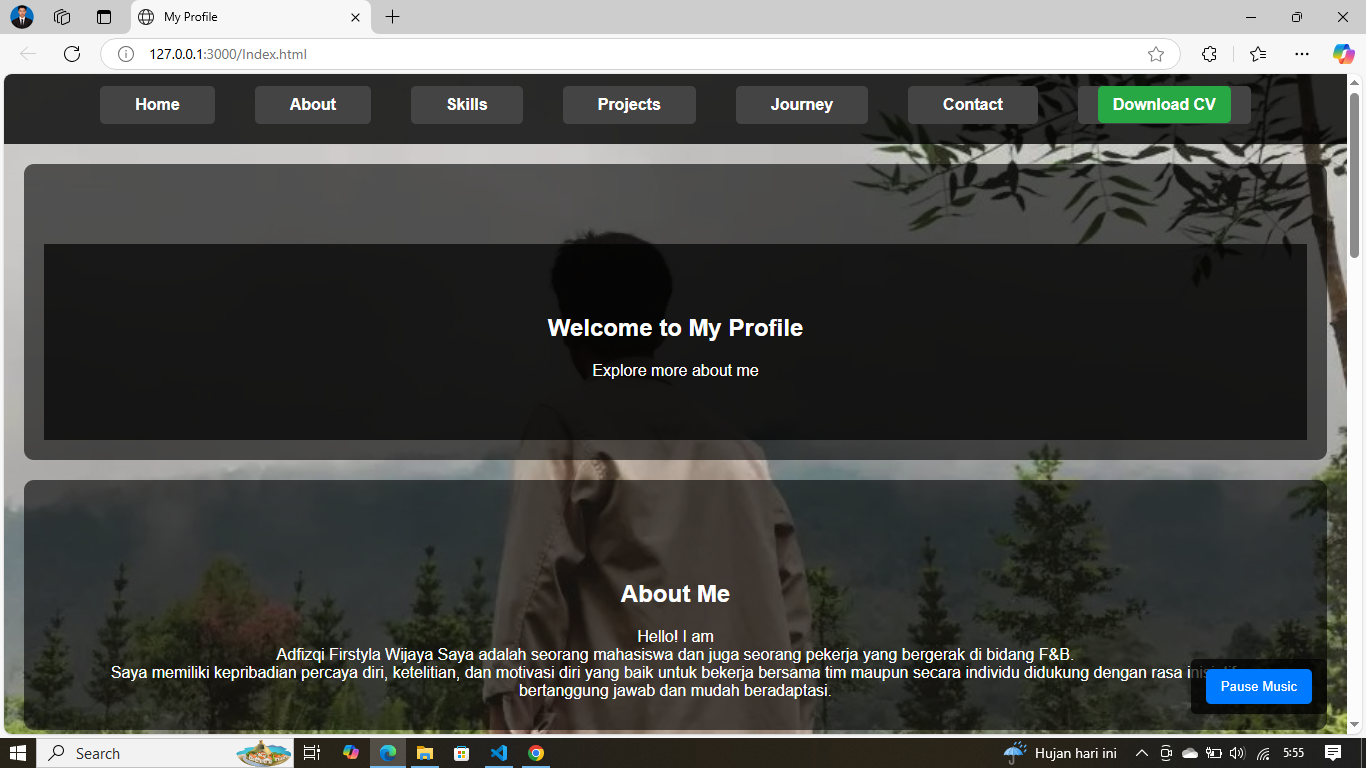 My Profile
127.0.0.1:3000/Index.html
Home
About
Skills
Projects
Journey
Contact
Download CV
Welcome to My Profile
Explore more about me
About Me
Hello! I am
Adfizqi Firstyla Wijaya Saya adalah seorang mahasiswa dan juga seorang pekerja yang bergerak di bidang F&B.
Saya memiliki kepribadian percaya diri, ketelitian, dan motivasi diri yang baik untuk bekerja bersama tim maupun secara individu didukung dengan rasa
bertanggung jawab dan mudah beradaptasi.
Pause Music
Search
Hujan hari ini
5:55